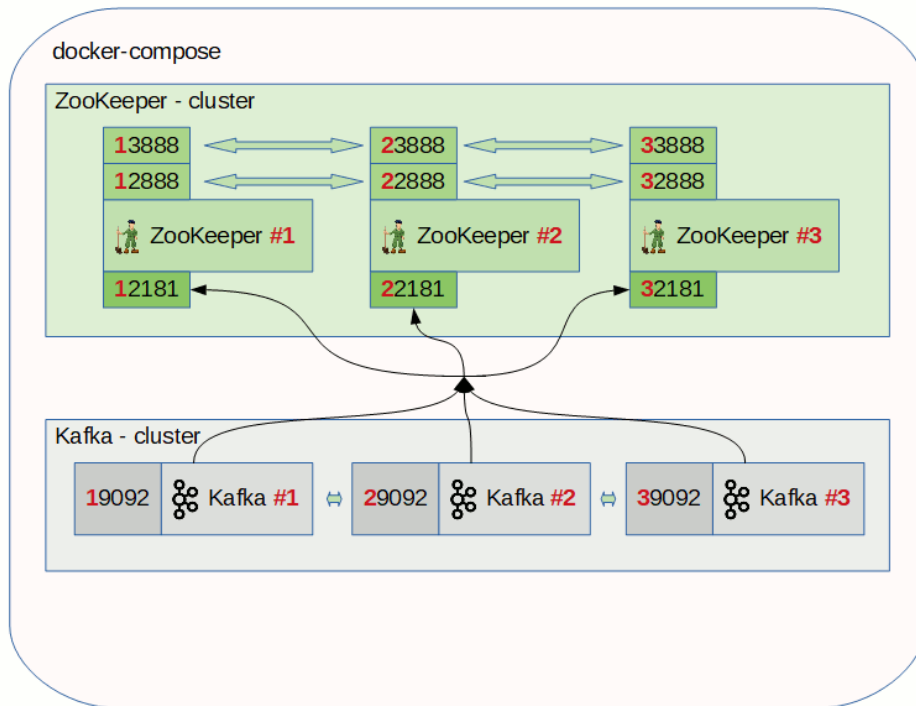 docker-compose
ZooKeeper - cluster
13888 23888 33888
12888 22888 32888
ZooKeeper #1 ZooKeeper #2 ZooKeeper #3
12181 22181 32181
Kafka - cluster
19092 Kafka #1 29092 Kafka #2 39092 Kafka #3